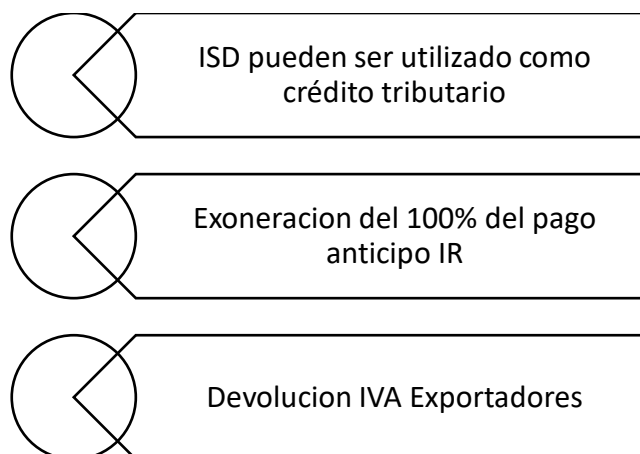 ISD pueden ser utilizado como
crédito tributario
Exoneracion del 100% del pago
anticipo IR
Devolucion IVA Exportadores